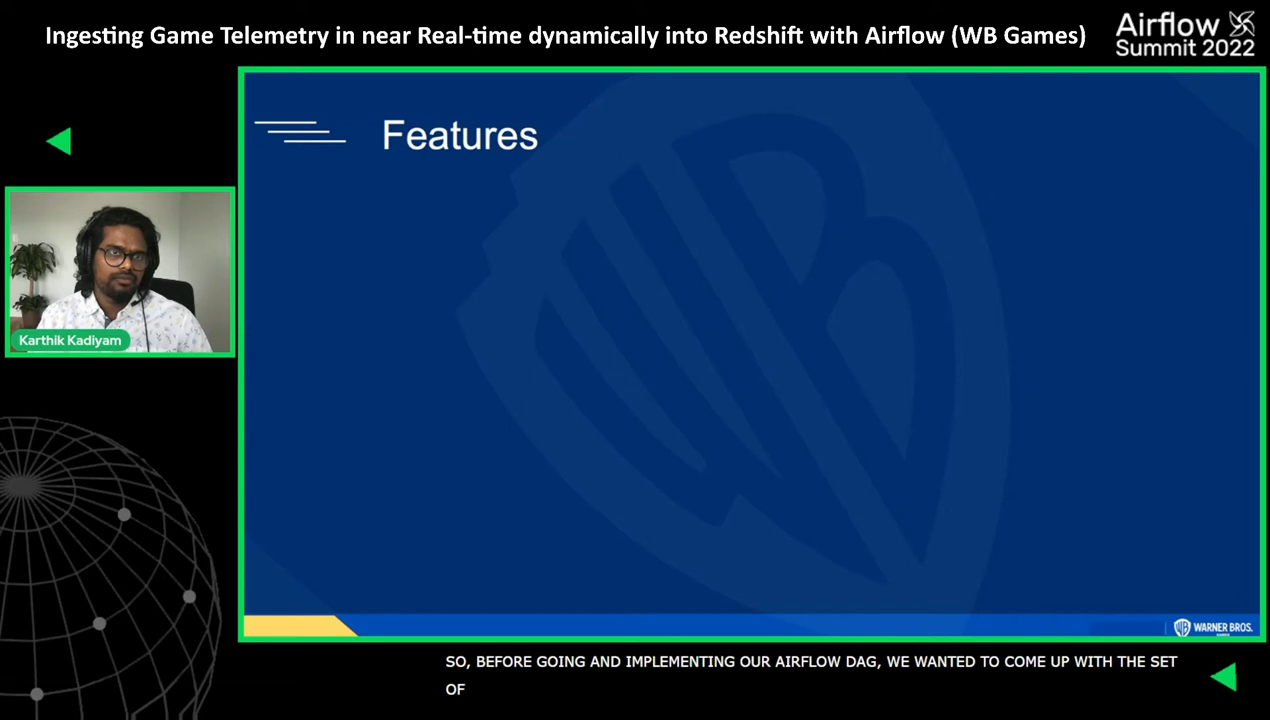 Ingesting Game Telemetry in near Real-time dynamically into Redshift with Airflow (WB Games)
Airflow
Summit 2022
Features
Karthik Kadiyam
WB
WARNER BROS.
GAMES
SO, BEFORE GOING AND IMPLEMENTING OUR AIRFLOW DAG, WE WANTED TO COME UP WITH THE SET
OF